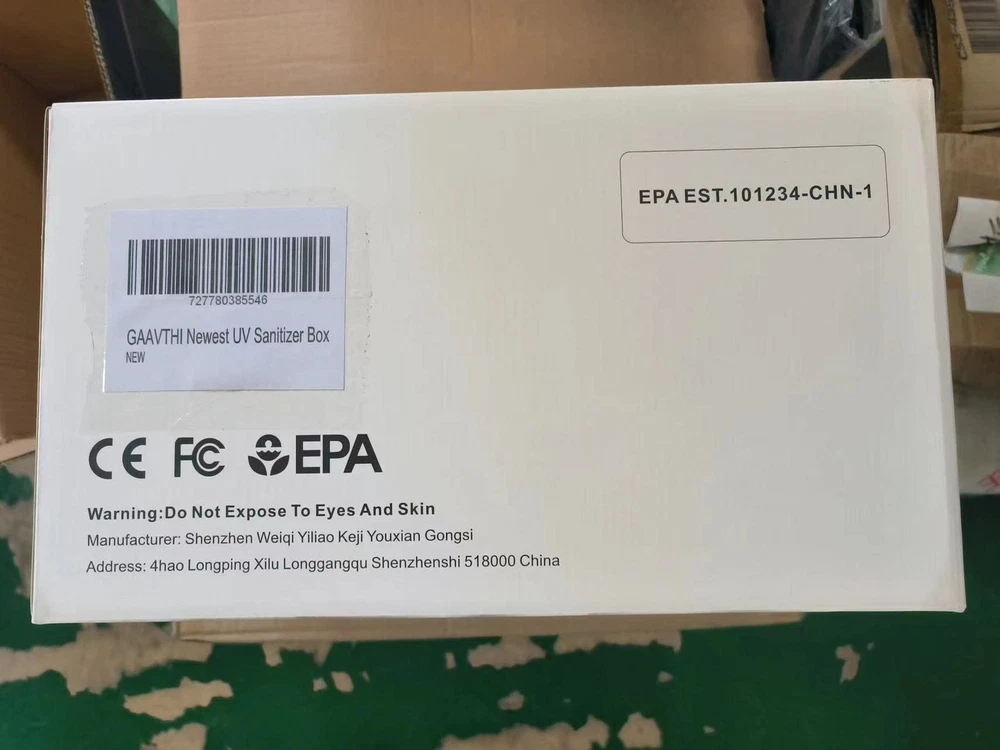 EPA EST.101234-CHN-1
727780385546
GAAVTHI Newest UV Sanitizer Box
NEW
CE FC EPA
Warning:Do Not Expose To Eyes And Skin
Manufacturer: Shenzhen Weiqi Yiliao Keji Youxian Gongsi
Address: 4hao Longping Xilu Longgangqu Shenzhenshi 518000 China